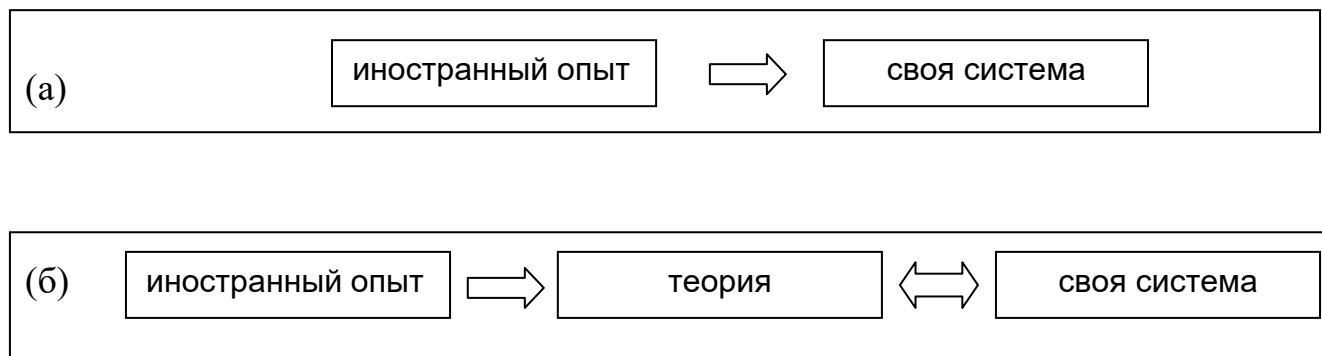 (а) иностранный опыт своя система
(б) иностранный опыт теория своя система